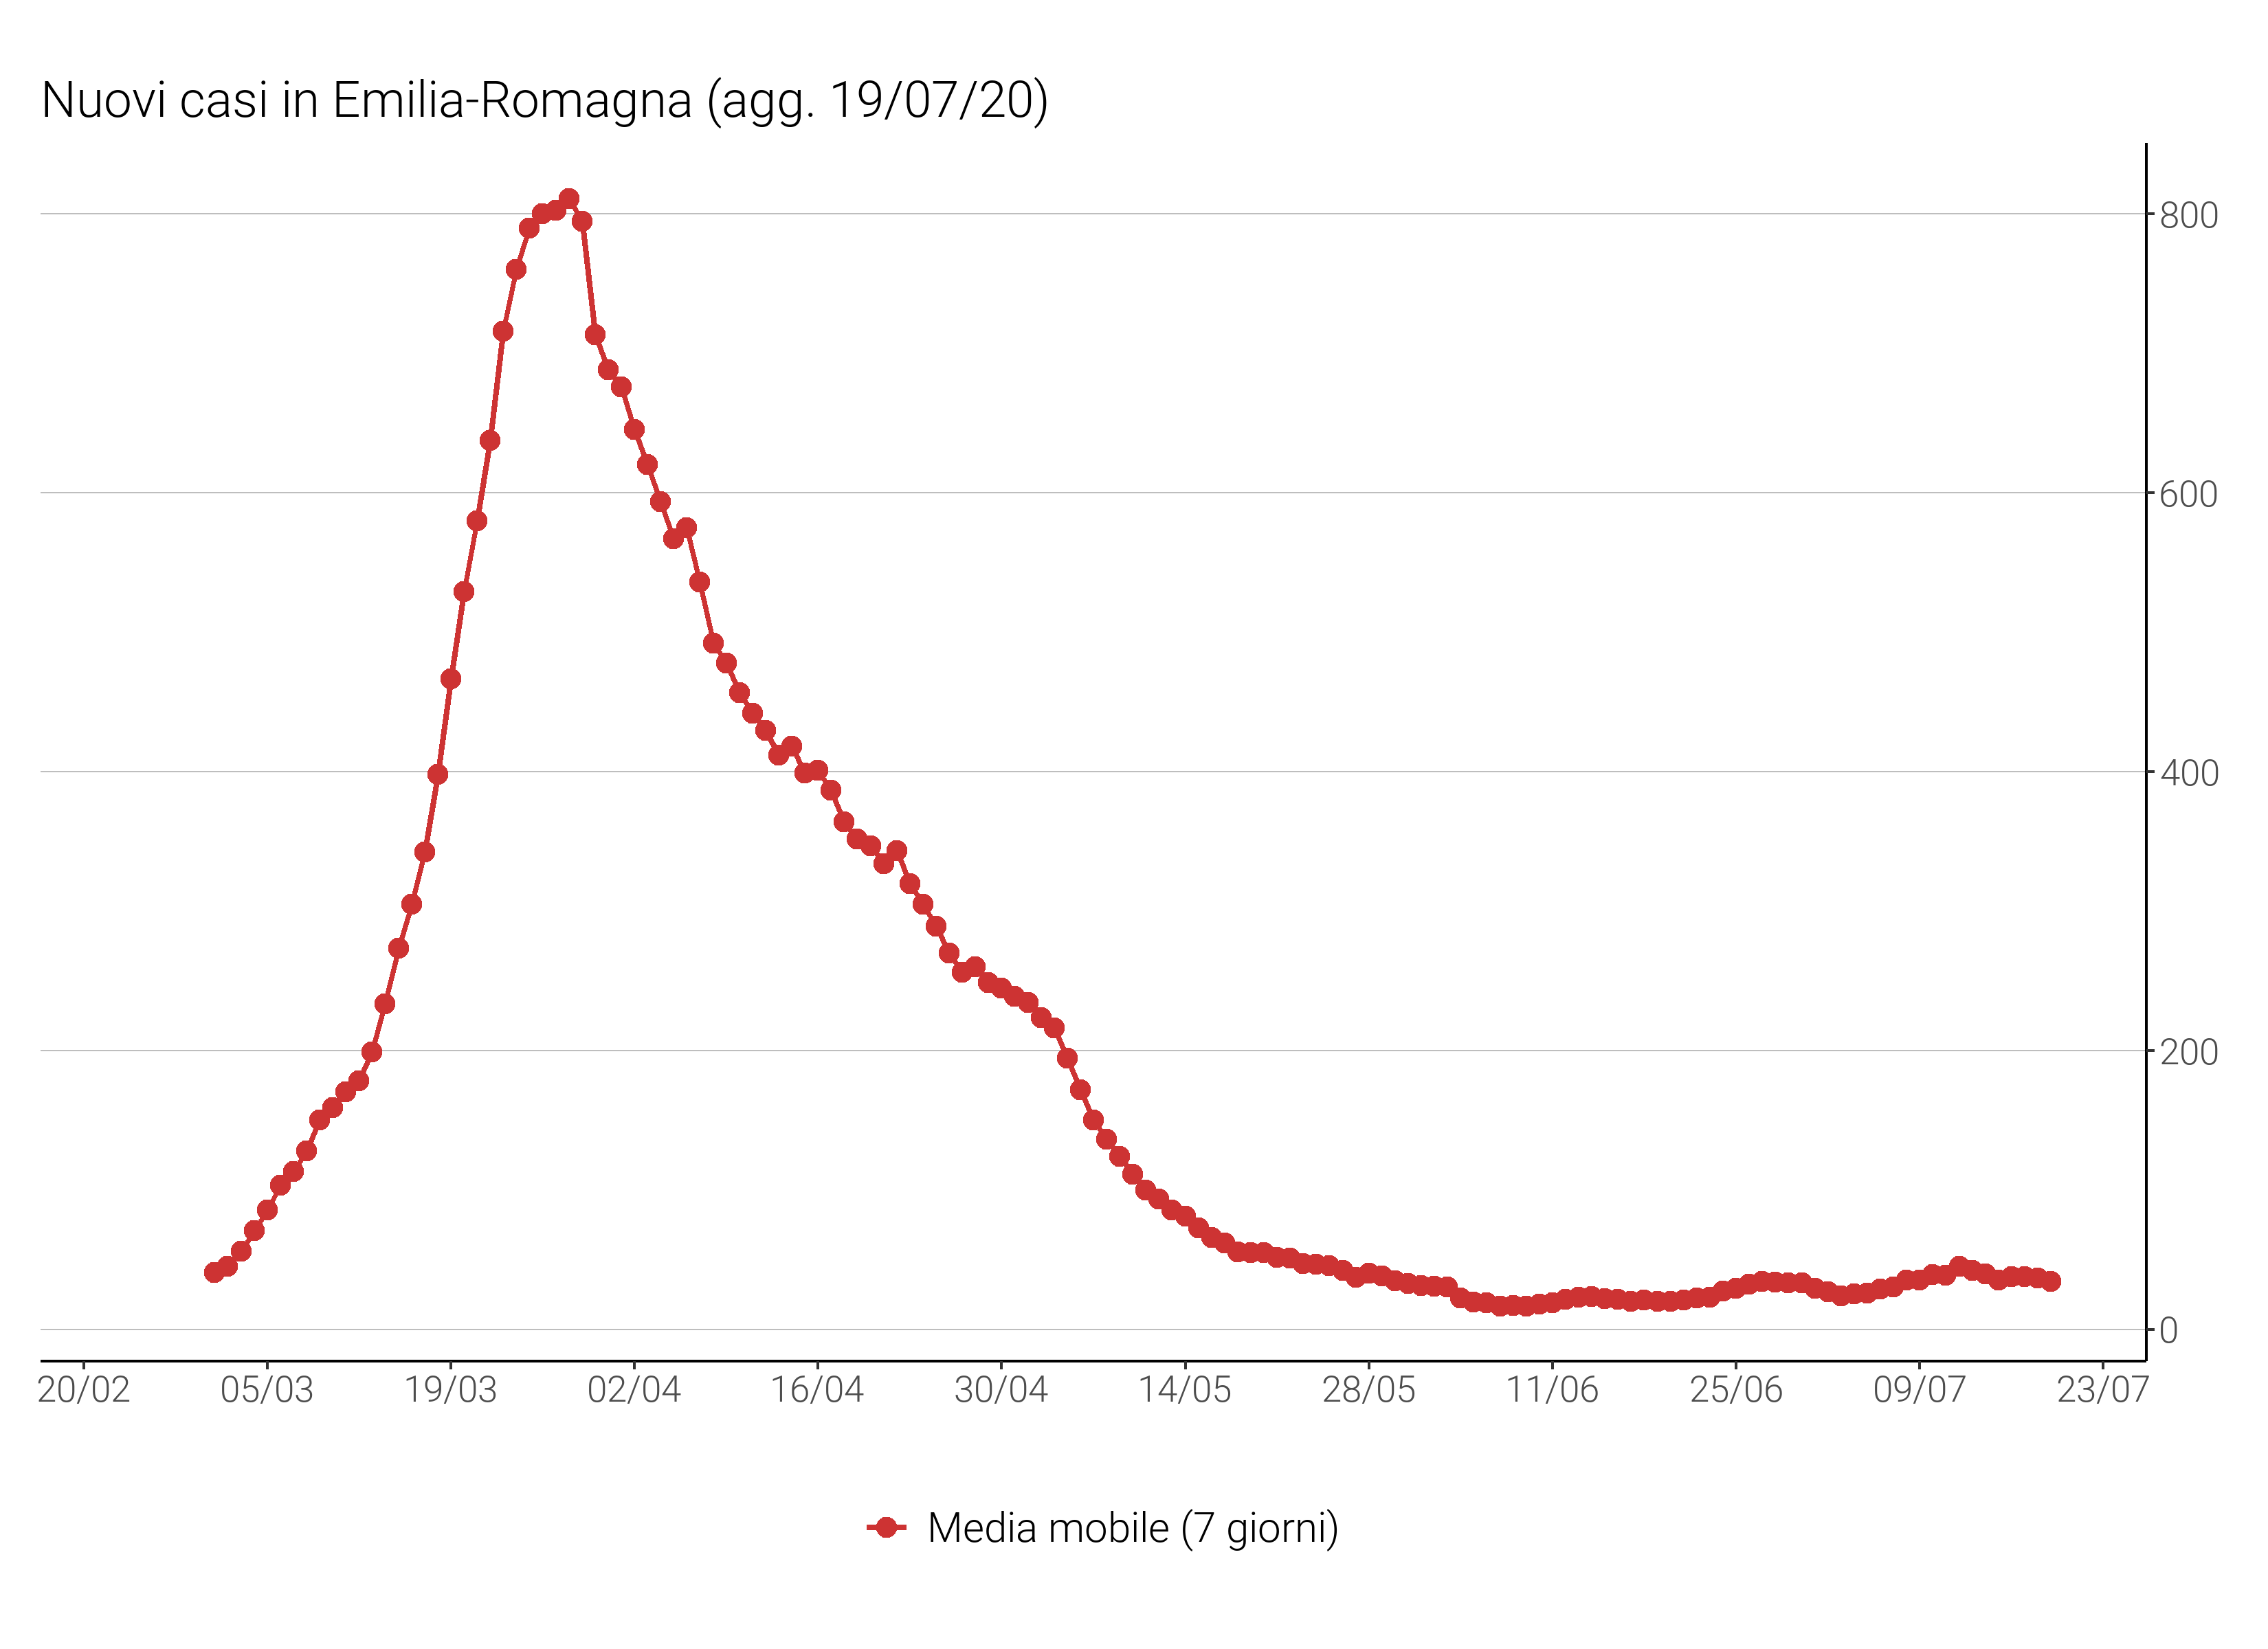 Nuovi casi in Emilia-Romagna (agg. 19/07/20)
800
600
400
200
0
20/02 05/03 19/03 02/04 16/04 30/04 14/05 28/05 11/06 25/06 09/07 23/07
Media mobile (7 giorni)